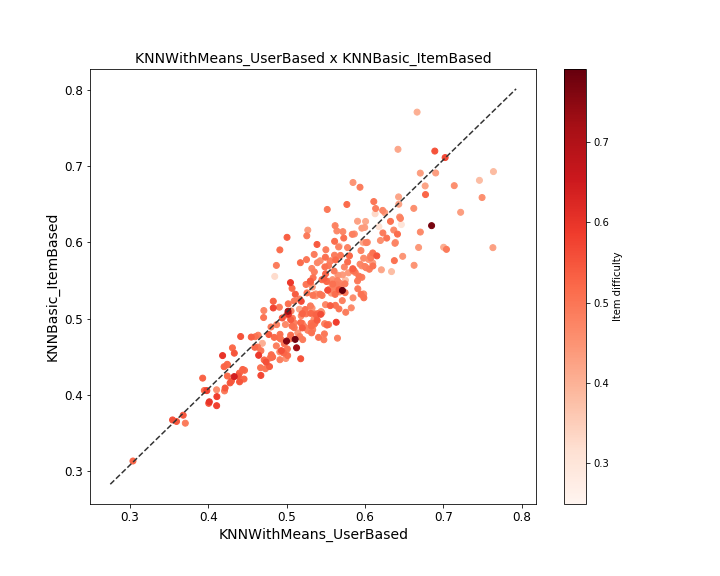 KNNWithMeans_UserBased x KNNBasic_ItemBased
0.8
0.7
0.6
0.5
0.4
0.3
KNNBasic_ItemBased
0.3 0.4 0.5 0.6 0.7 0.8
KNNWithMeans_UserBased
0.7
0.6
0.5
0.4
0.3
Item difficulty